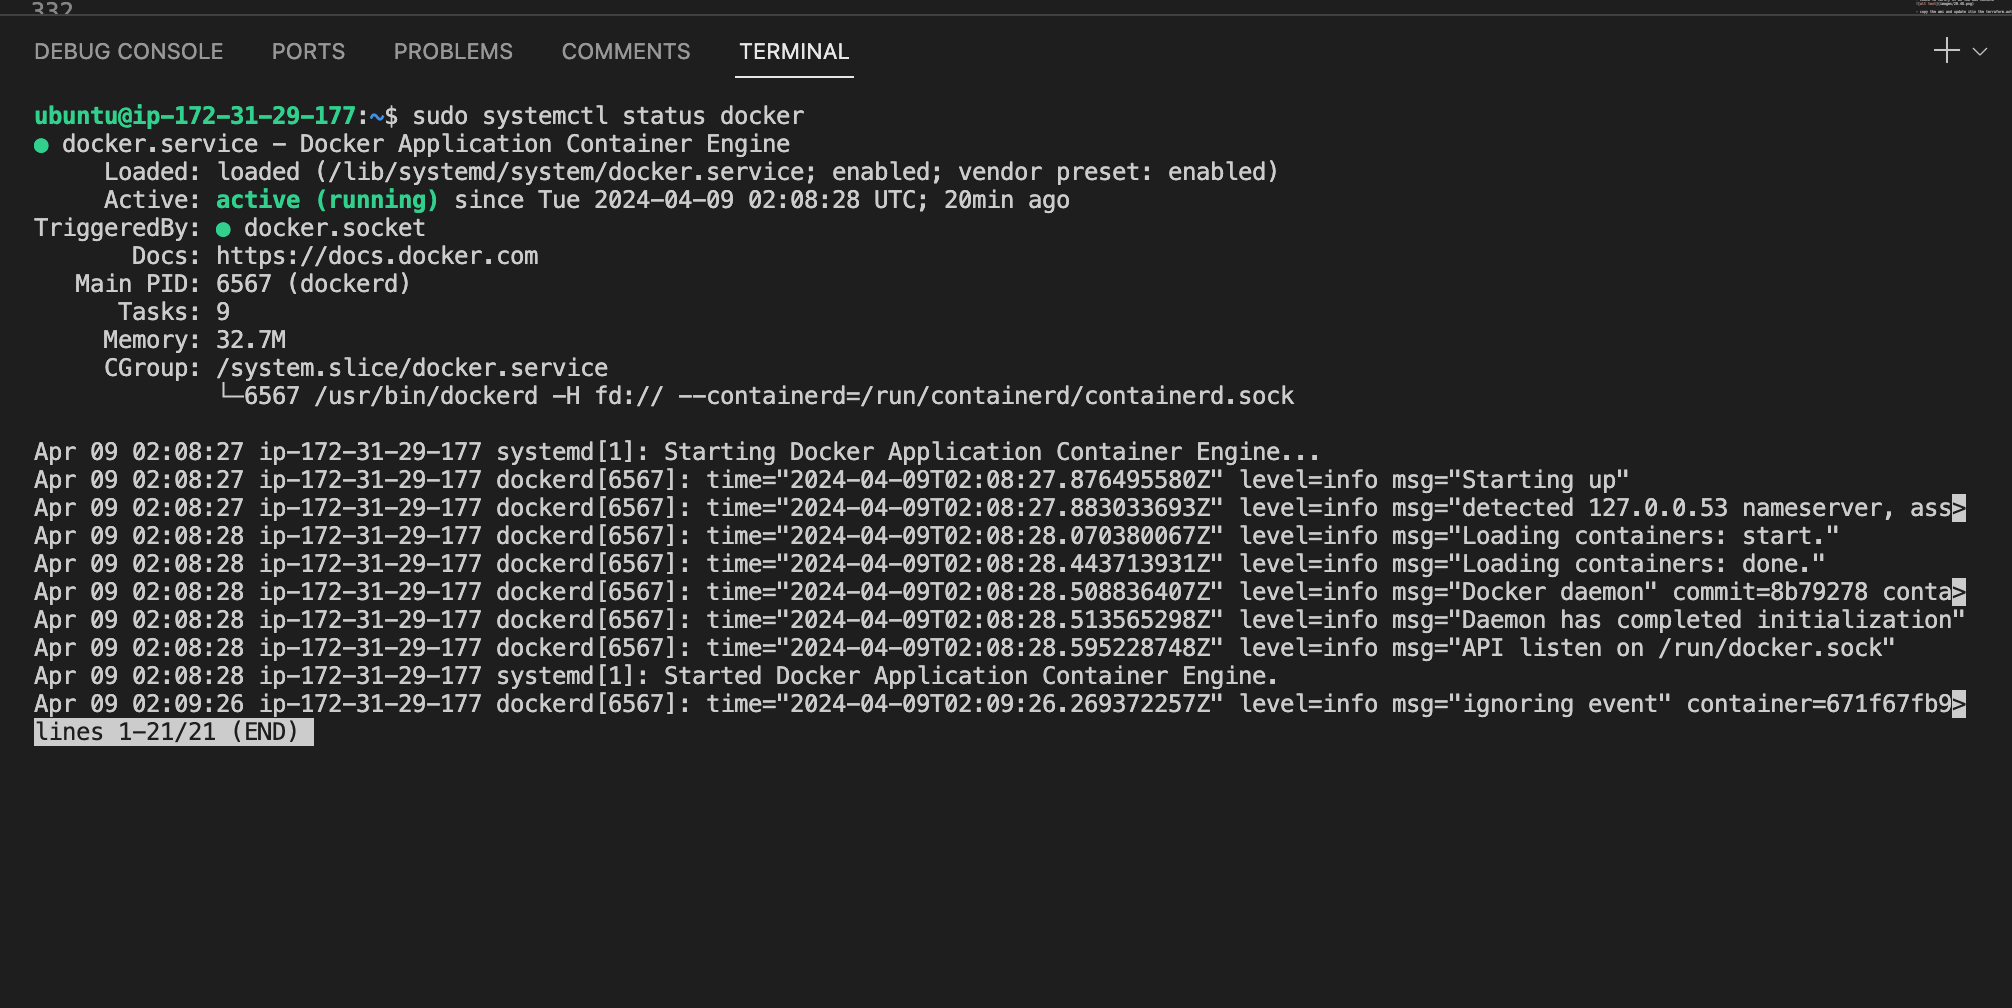 332
DEBUG CONSOLE PORTS PROBLEMS COMMENTS TERMINAL
ubuntu@ip-172-31-29-177:~$ sudo systemctl status docker
● docker.service - Docker Application Container Engine
Loaded: loaded (/lib/systemd/system/docker.service; enabled; vendor preset: enabled)
Active: active (running) since Tue 2024-04-09 02:08:28 UTC; 20min ago
TriggeredBy: ● docker.socket
Docs: https://docs.docker.com
Main PID: 6567 (dockerd)
Tasks: 9
Memory: 32.7M
CGroup: /system.slice/docker.service
└─6567 /usr/bin/dockerd -H fd:// --containerd=/run/containerd/containerd.sock
Apr 09 02:08:27 ip-172-31-29-177 systemd[1]: Starting Docker Application Container Engine...
Apr 09 02:08:27 ip-172-31-29-177 dockerd[6567]: time="2024-04-09T02:08:27.876495580Z" level=info msg="Starting up"
Apr 09 02:08:27 ip-172-31-29-177 dockerd[6567]: time="2024-04-09T02:08:27.883033693Z" level=info msg="detected 127.0.0.53 nameserver, ass>
Apr 09 02:08:28 ip-172-31-29-177 dockerd[6567]: time="2024-04-09T02:08:28.070380067Z" level=info msg="Loading containers: start."
Apr 09 02:08:28 ip-172-31-29-177 dockerd[6567]: time="2024-04-09T02:08:28.443713931Z" level=info msg="Loading containers: done."
Apr 09 02:08:28 ip-172-31-29-177 dockerd[6567]: time="2024-04-09T02:08:28.508836407Z" level=info msg="Docker daemon" commit=8b79278 conta>
Apr 09 02:08:28 ip-172-31-29-177 dockerd[6567]: time="2024-04-09T02:08:28.513565298Z" level=info msg="Daemon has completed initialization"
Apr 09 02:08:28 ip-172-31-29-177 dockerd[6567]: time="2024-04-09T02:08:28.595228748Z" level=info msg="API listen on /run/docker.sock"
Apr 09 02:08:28 ip-172-31-29-177 systemd[1]: Started Docker Application Container Engine.
Apr 09 02:09:26 ip-172-31-29-177 dockerd[6567]: time="2024-04-09T02:09:26.269372257Z" level=info msg="ignoring event" container=671f67fb9>
lines 1-21/21 (END)